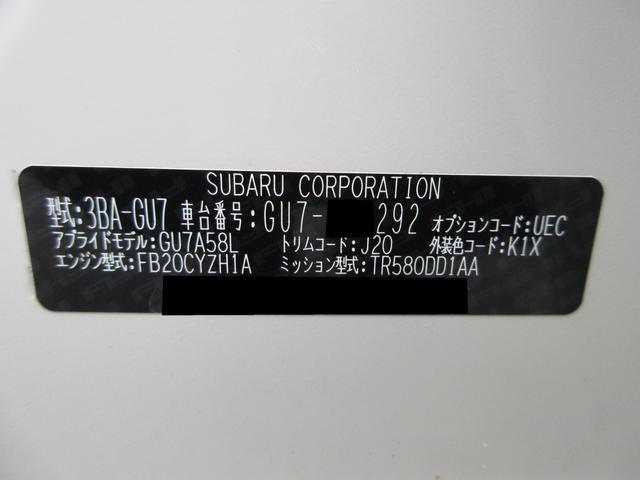 SUBARU CORPORATION
型式:3BA-GU7 車台番号:GU7- 292 オプションコード:UEC
アプライドモデル:GU7A58L トリムコード:J20 外装色コード:K1X
エンジン型式:FB20CYZH1A ミッション型式:TR580DD1AA